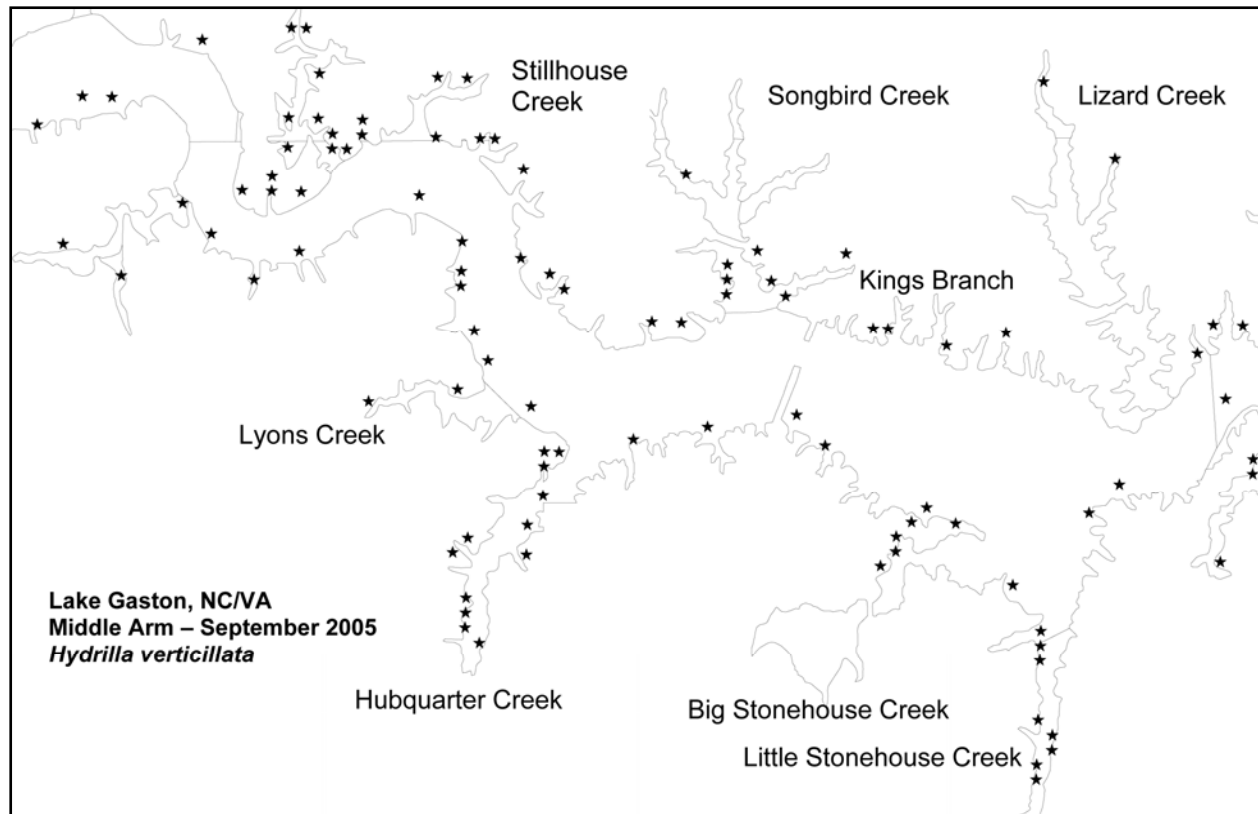 Stillhouse
Creek
Songbird Creek
Lizard Creek
Kings Branch
Lyons Creek
Lake Gaston, NC/VA
Middle Arm – September 2005
Hydrilla verticillata
Hubquarter Creek
Big Stonehouse Creek
Little Stonehouse Creek